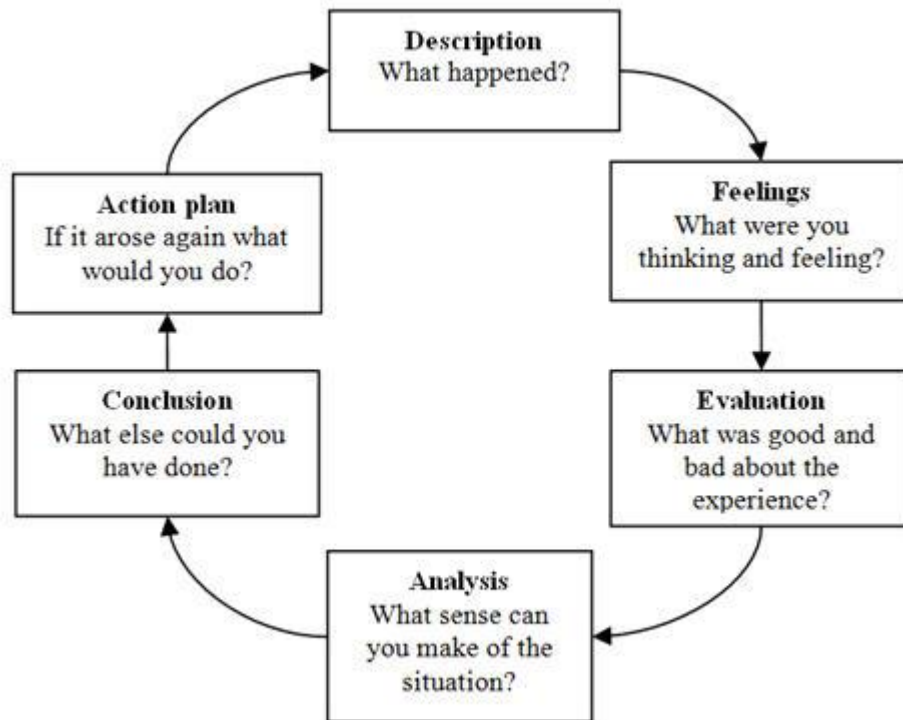 Description
What happened?
Feelings
What were you
thinking and feeling?
Evaluation
What was good and
bad about the
experience?
Analysis
What sense can
you make of the
situation?
Conclusion
What else could you
have done?
Action plan
If it arose again what
would you do?